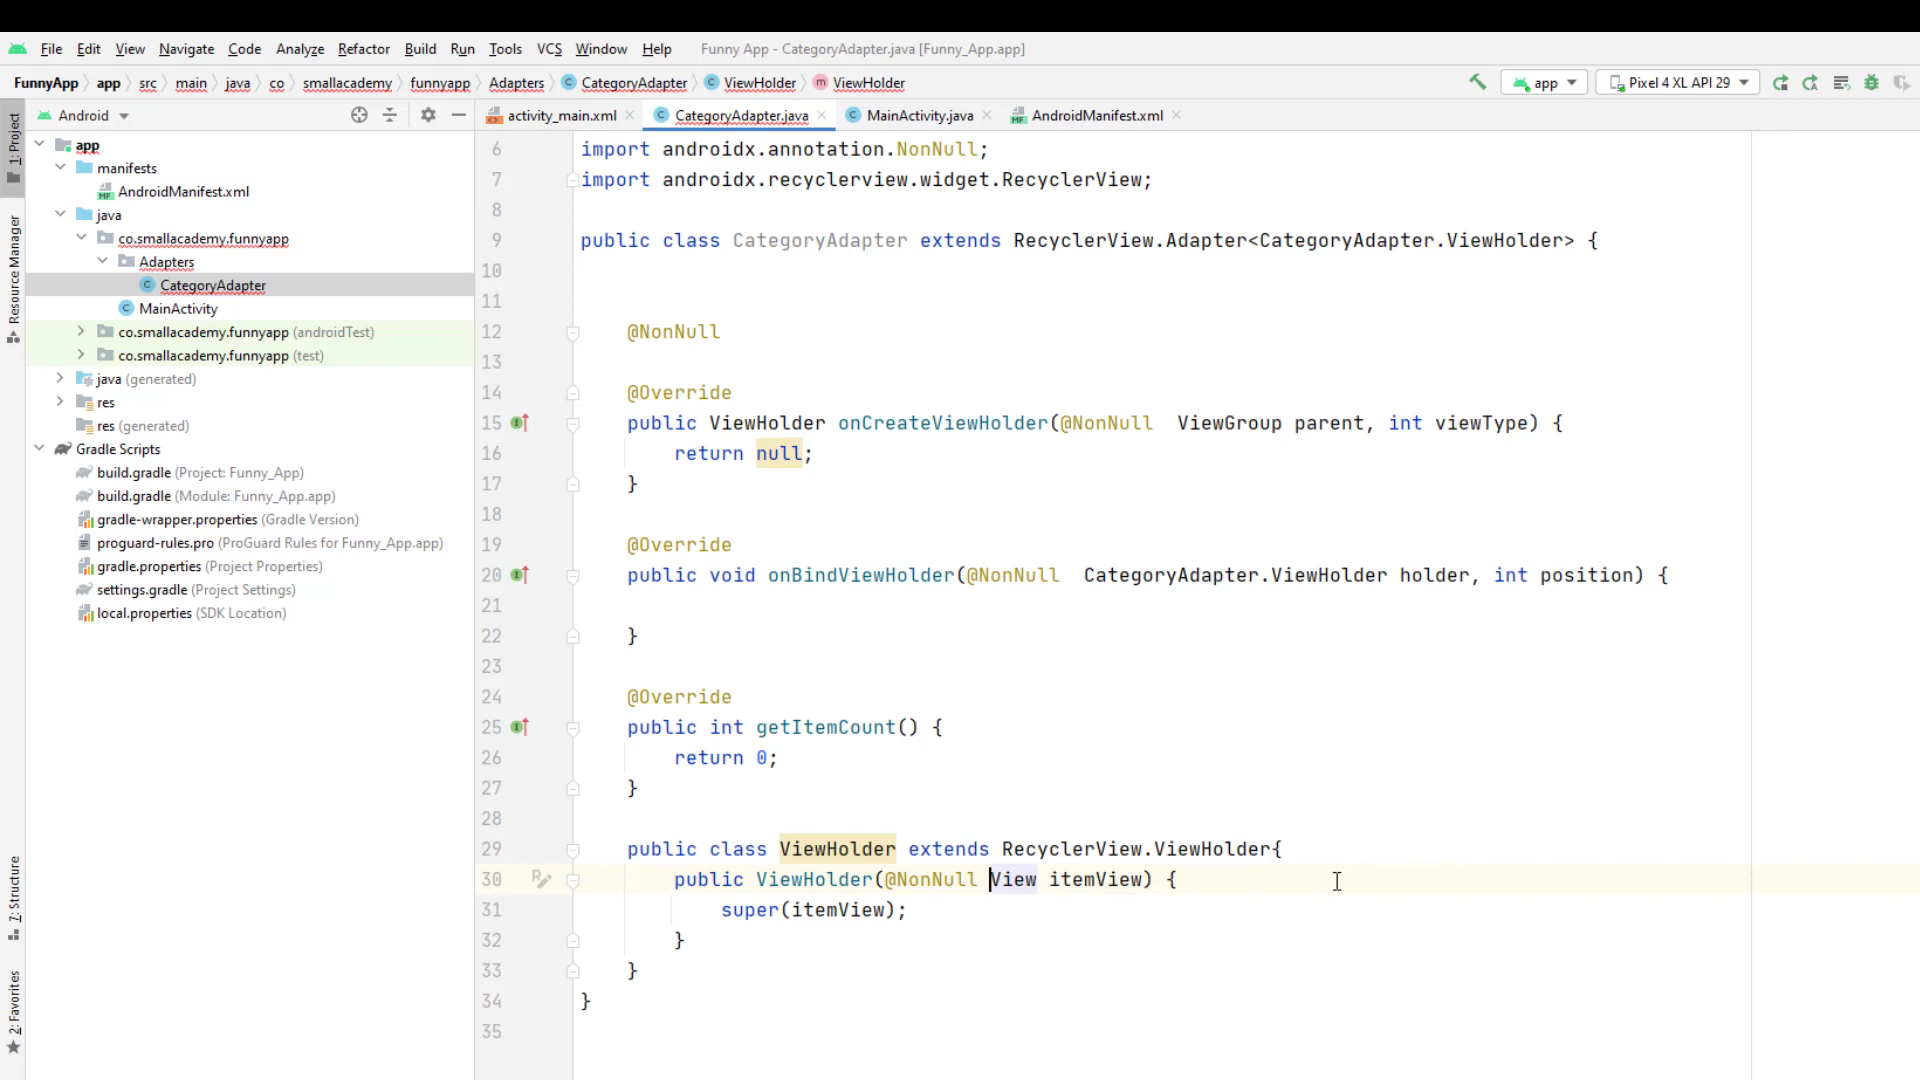 File Edit View Navigate Code Analyze Refactor Build Run Tools VCS Window Help Funny App - CategoryAdapter.java [Funny_App.app]
FunnyApp app src main java co smallacademy funnyapp Adapters CategoryAdapter ViewHolder ViewHolder app Pixel 4 XL API 29
Android activity_main.xml CategoryAdapter.java MainActivity.java AndroidManifest.xml
1: Project
Resource Manager
7: Structure
2: Favorites
app
manifests
AndroidManifest.xml
java
co.smallacademy.funnyapp
Adapters
CategoryAdapter
MainActivity
co.smallacademy.funnyapp (androidTest)
co.smallacademy.funnyapp (test)
java (generated)
res
res (generated)
Gradle Scripts
build.gradle (Project: Funny_App)
build.gradle (Module: Funny_App.app)
gradle-wrapper.properties (Gradle Version)
proguard-rules.pro (ProGuard Rules for Funny_App.app)
gradle.properties (Project Properties)
settings.gradle (Project Settings)
local.properties (SDK Location)
6 import androidx.annotation.NonNull;
7 import androidx.recyclerview.widget.RecyclerView;
8
9 public class CategoryAdapter extends RecyclerView.Adapter<CategoryAdapter.ViewHolder> {
10
11
12 @NonNull
13
14 @Override
15 public ViewHolder onCreateViewHolder(@NonNull  ViewGroup parent, int viewType) {
16 return null;
17 }
18
19 @Override
20 public void onBindViewHolder(@NonNull  CategoryAdapter.ViewHolder holder, int position) {
21
22 }
23
24 @Override
25 public int getItemCount() {
26 return 0;
27 }
28
29 public class ViewHolder extends RecyclerView.ViewHolder{
30 public ViewHolder(@NonNull View itemView) {
31 super(itemView);
32 }
33 }
34 }
35